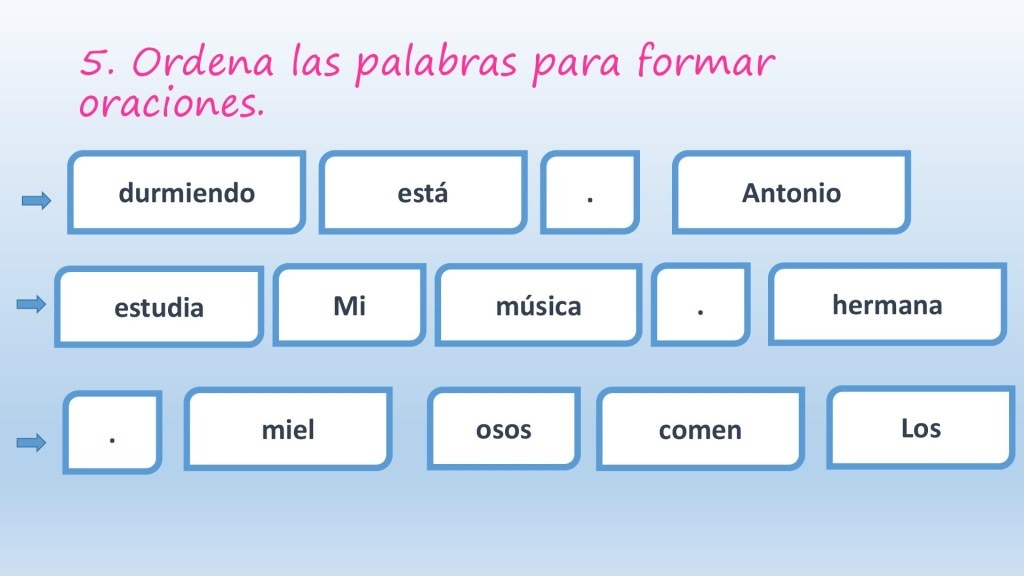 5. Ordena las palabras para formar
oraciones.
durmiendo está . Antonio
estudia Mi música . hermana
. miel osos comen Los